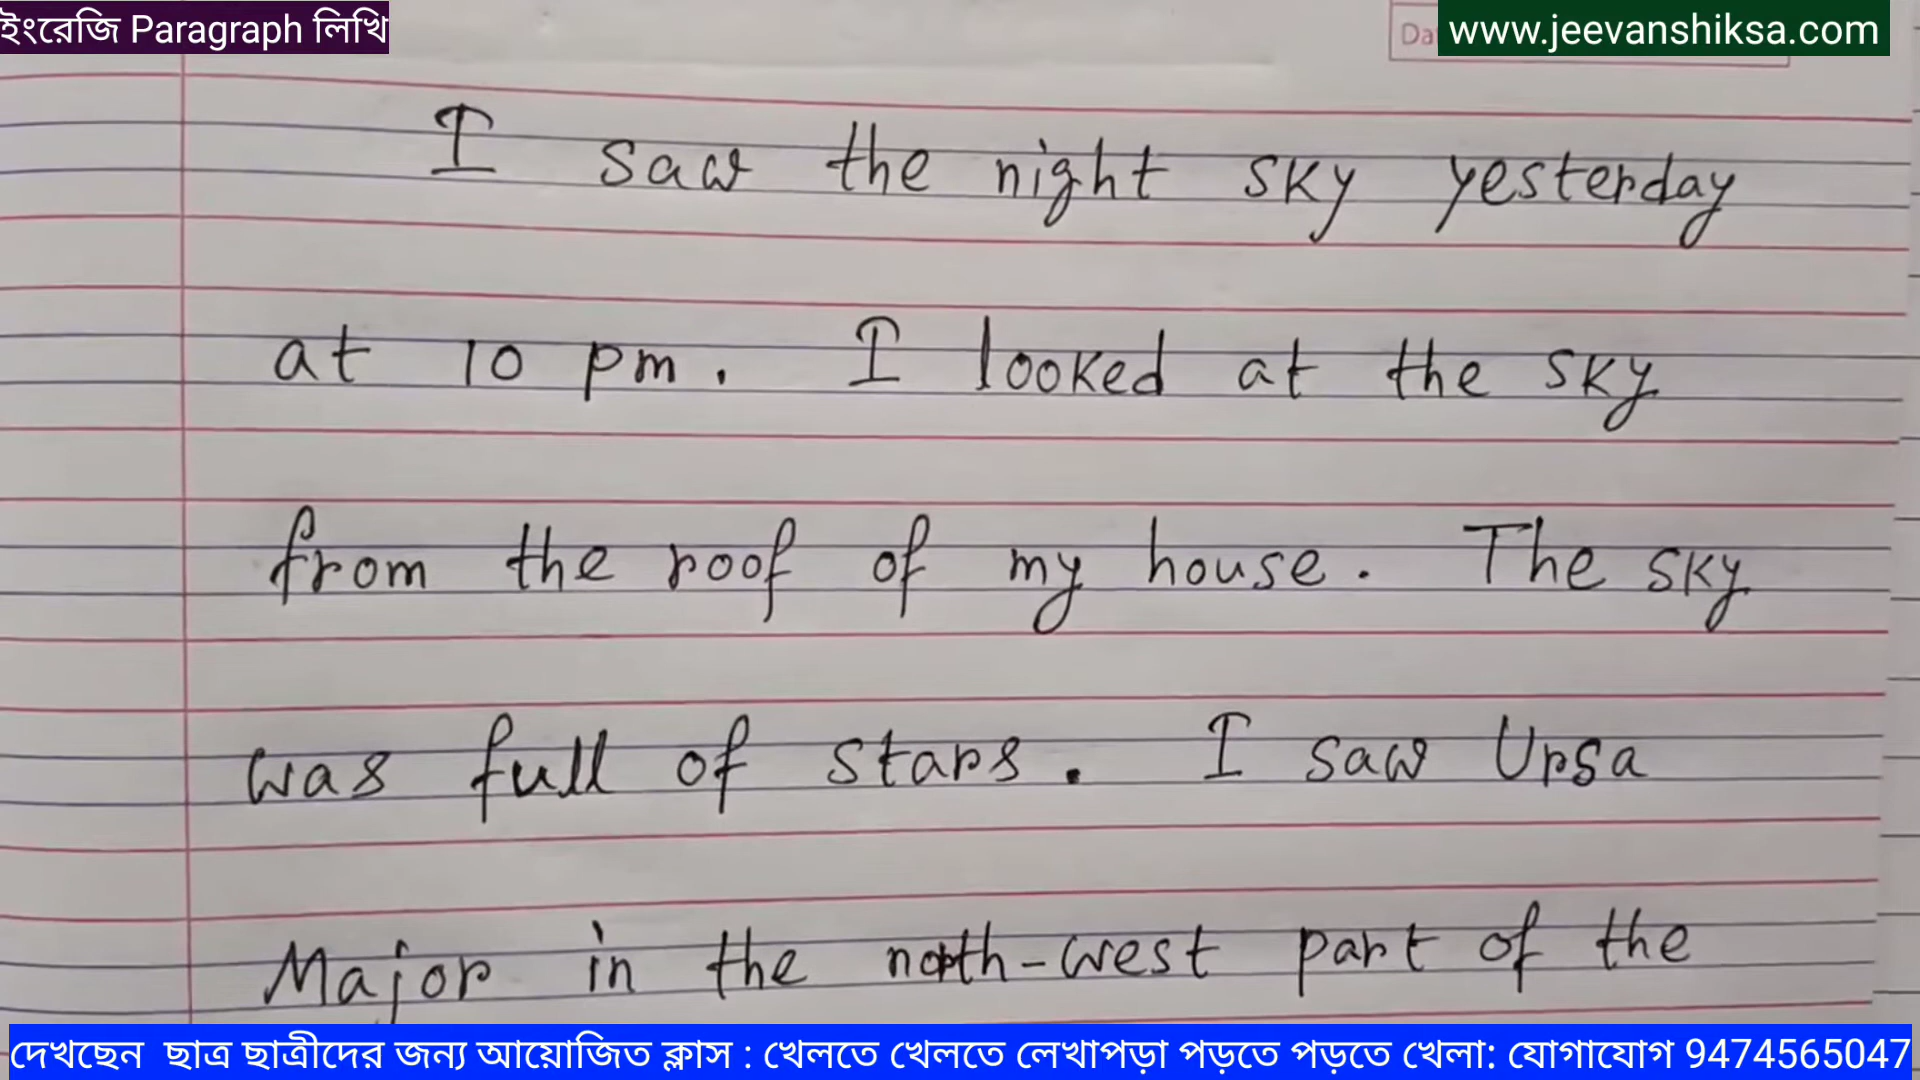 ইংরেজি Paragraph লিখি
www.jeevanshiksa.com
I saw the night sky yesterday
at 10 pm. I looked at the sky
from the roof of my house. The sky
was full of stars. I saw Ursa
Major in the north-west part of the
দেখছেন ছাত্র ছাত্রীদের জন্য আয়োজিত ক্লাস : খেলতে খেলতে লেখাপড়া পড়তে পড়তে খেলা: যোগাযোগ 9474565047